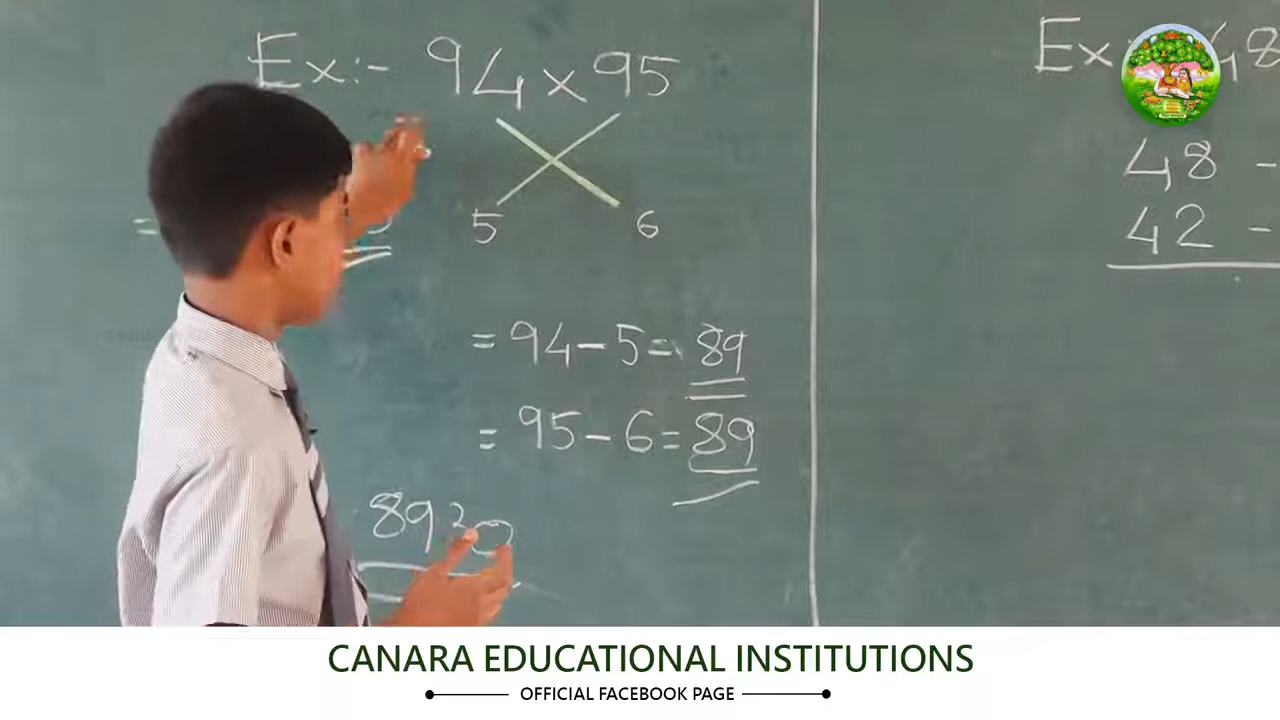 Ex:- 94 x 95
5 6
= 94 - 5 = 89
= 95 - 6 = 89
8920
Ex
48 -
42 -
CANARA EDUCATIONAL INSTITUTIONS
OFFICIAL FACEBOOK PAGE